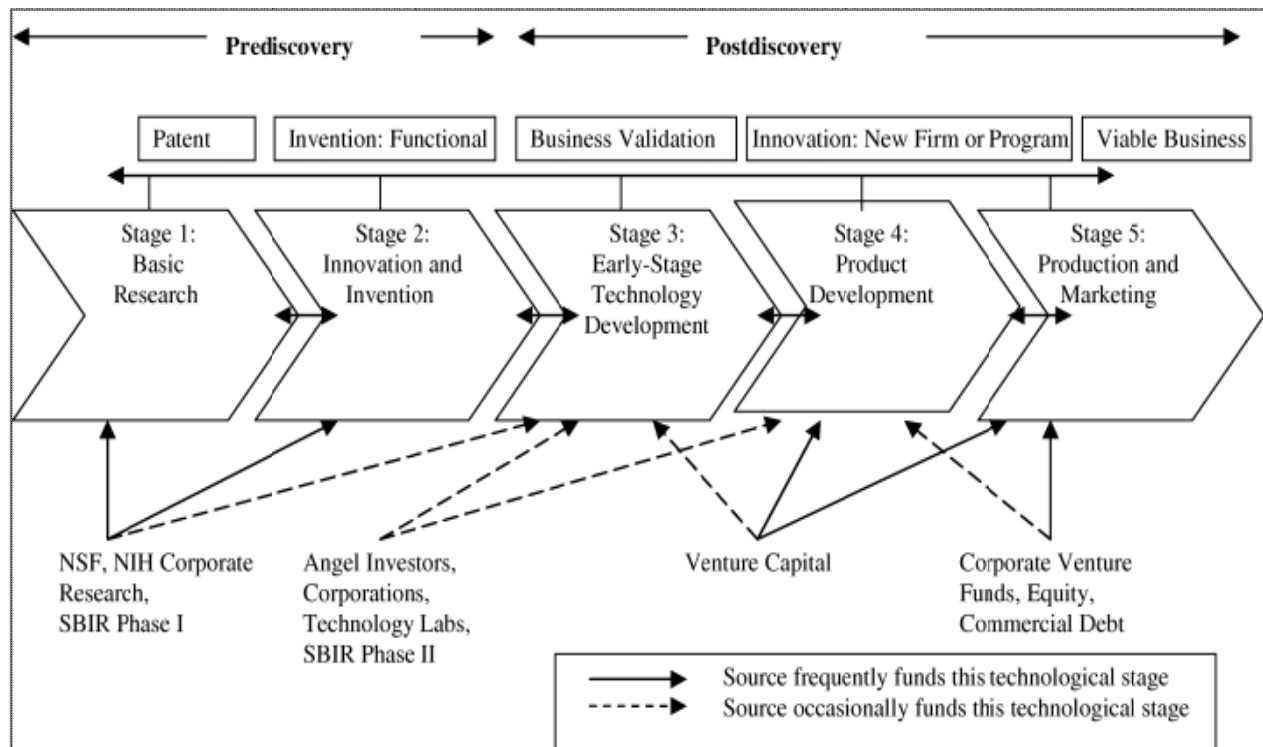 Prediscovery
Postdiscovery
Patent
Invention: Functional
Business Validation
Innovation: New Firm or Program
Viable Business
Stage 1:
Basic
Research
Stage 2:
Innovation and
Invention
Stage 3:
Early-Stage
Technology
Development
Stage 4:
Product
Development
Stage 5:
Production and
Marketing
NSF, NIH Corporate
Research,
SBIR Phase I
Angel Investors,
Corporations,
Technology Labs,
SBIR Phase II
Venture Capital
Corporate Venture
Funds, Equity,
Commercial Debt
Source frequently funds this technological stage
Source occasionally funds this technological stage